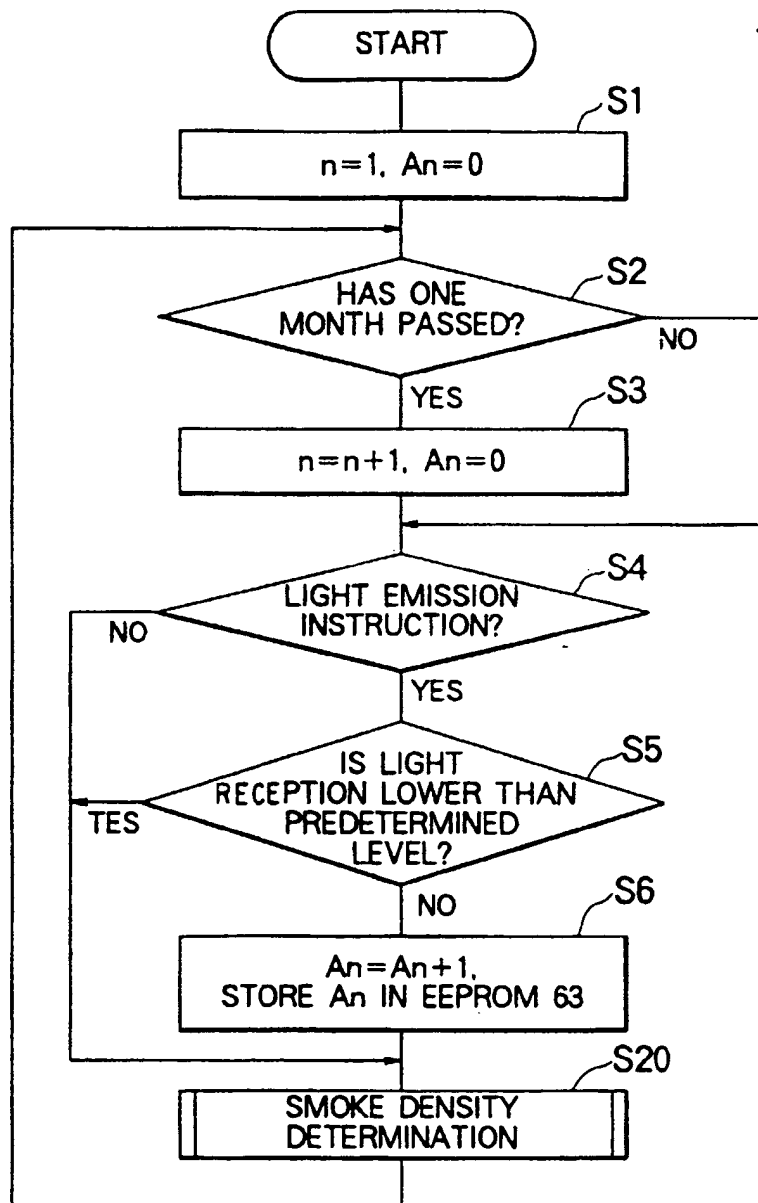 START
S1
n=1, An=0
S2
HAS ONE
MONTH PASSED?
NO
YES
S3
n=n+1, An=0
S4
LIGHT EMISSION
INSTRUCTION?
NO
YES
S5
IS LIGHT
RECEPTION LOWER THAN
PREDETERMINED
LEVEL?
TES
NO
S6
An=An+1,
STORE An IN EEPROM 63
S20
SMOKE DENSITY
DETERMINATION